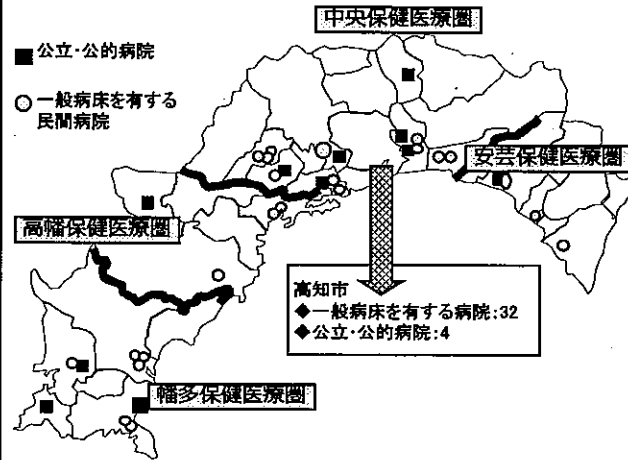 中央保健医療圏
■ 公立・公的病院
○ 一般病床を有する
民間病院
安芸保健医療圏
高幡保健医療圏
高知市
◆一般病床を有する病院:32
◆公立・公的病院:4
幡多保健医療圏